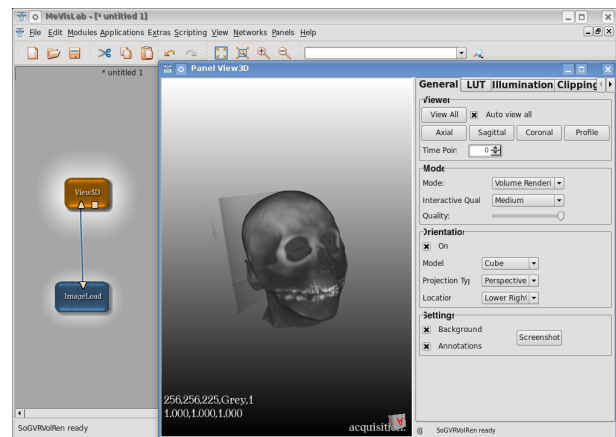 MeVisLab - [* untitled 1]
File Edit Modules Applications Extras Scripting View Networks Panels Help
* untitled 1
Panel View3D
General LUT Illumination Clipping
Viewer
View All Auto view all
Axial Sagittal Coronal Profile
Time Poin 0
Mode
Mode: Volume Renderi
Interactive Qual Medium
Quality:
Orientation
On
Model Cube
Projection Typ Perspective
Location Lower Right
Settings
Background
Screenshot
Annotations
View3D
ImageLoad
256,256,225,Grey,1
1.000,1.000,1.000
acquisition:
A
SoGVRVolRen ready
SoGVRVolRen ready